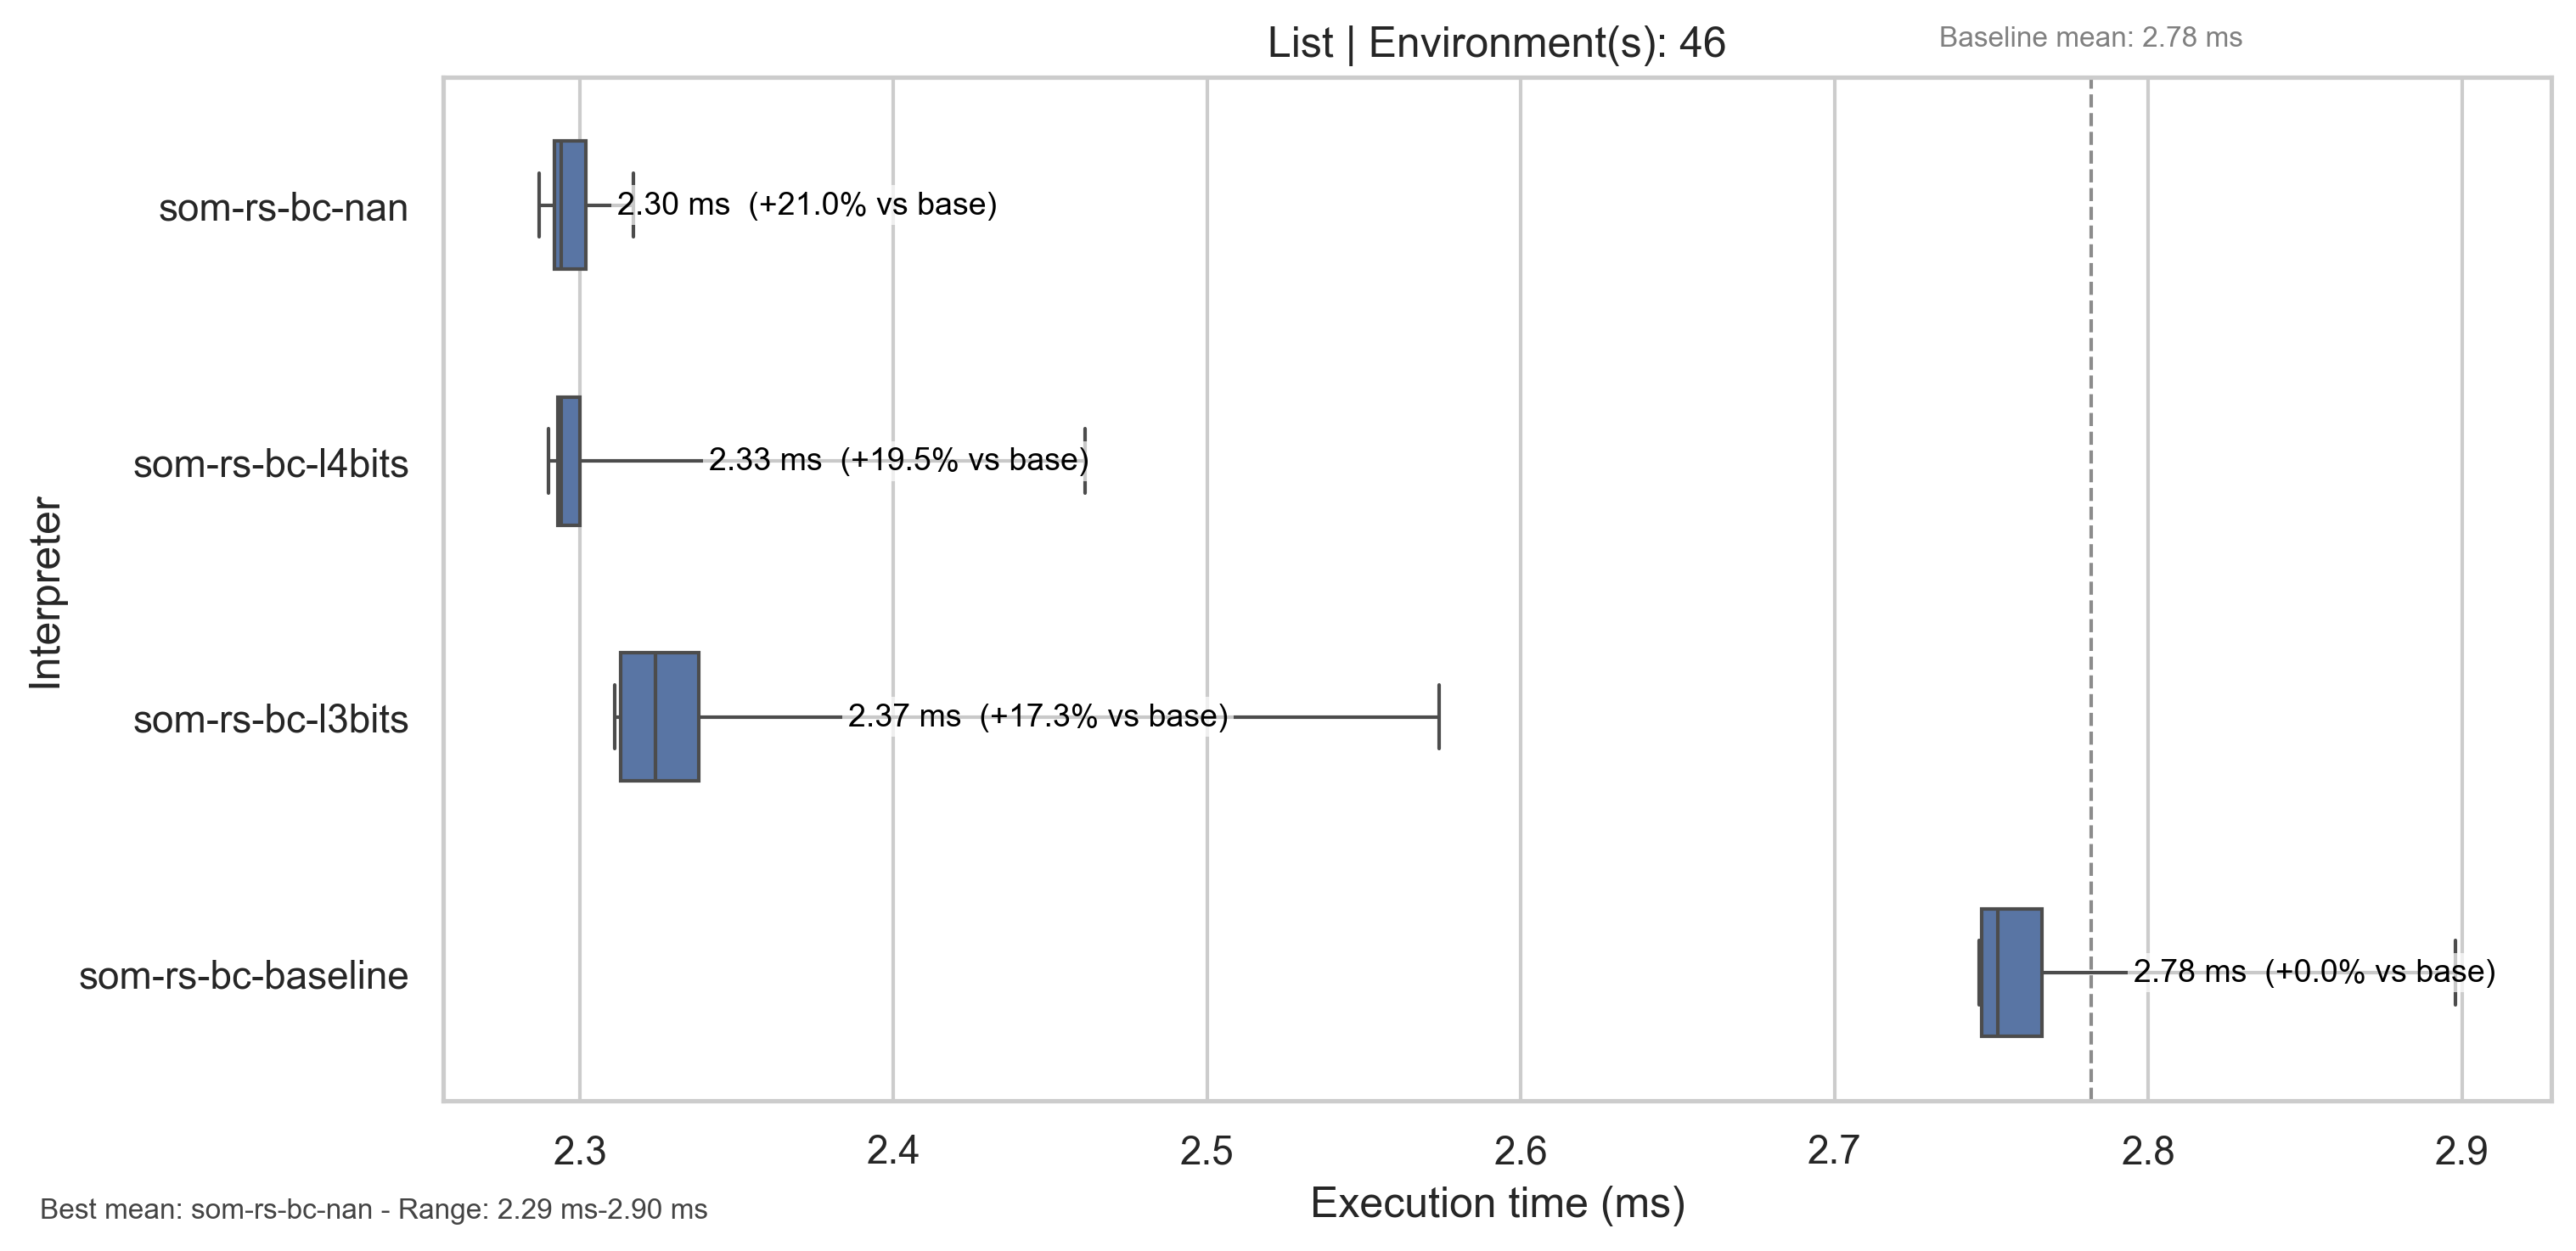 List | Environment(s): 46
Baseline mean: 2.78 ms
som-rs-bc-nan
2.30 ms (+21.0% vs base)
som-rs-bc-l4bits
2.33 ms (+19.5% vs base)
Interpreter
som-rs-bc-l3bits
2.37 ms (+17.3% vs base)
som-rs-bc-baseline
2.78 ms (+0.0% vs base)
2.3 2.4 2.5 2.6 2.7 2.8 2.9
Execution time (ms)
Best mean: som-rs-bc-nan - Range: 2.29 ms-2.90 ms